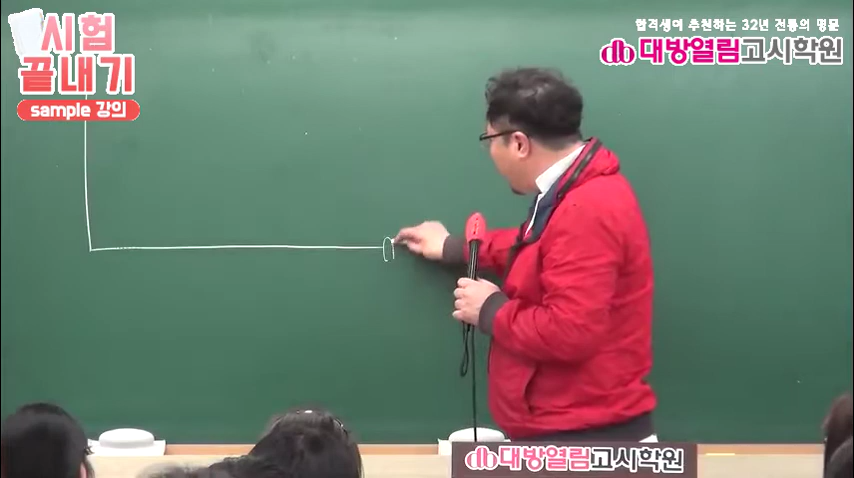 시험
끝내기
sample 강의
합격생이 추천하는 32년 전통의 명문
db 대방열림고시학원
db 대방열림고시학원